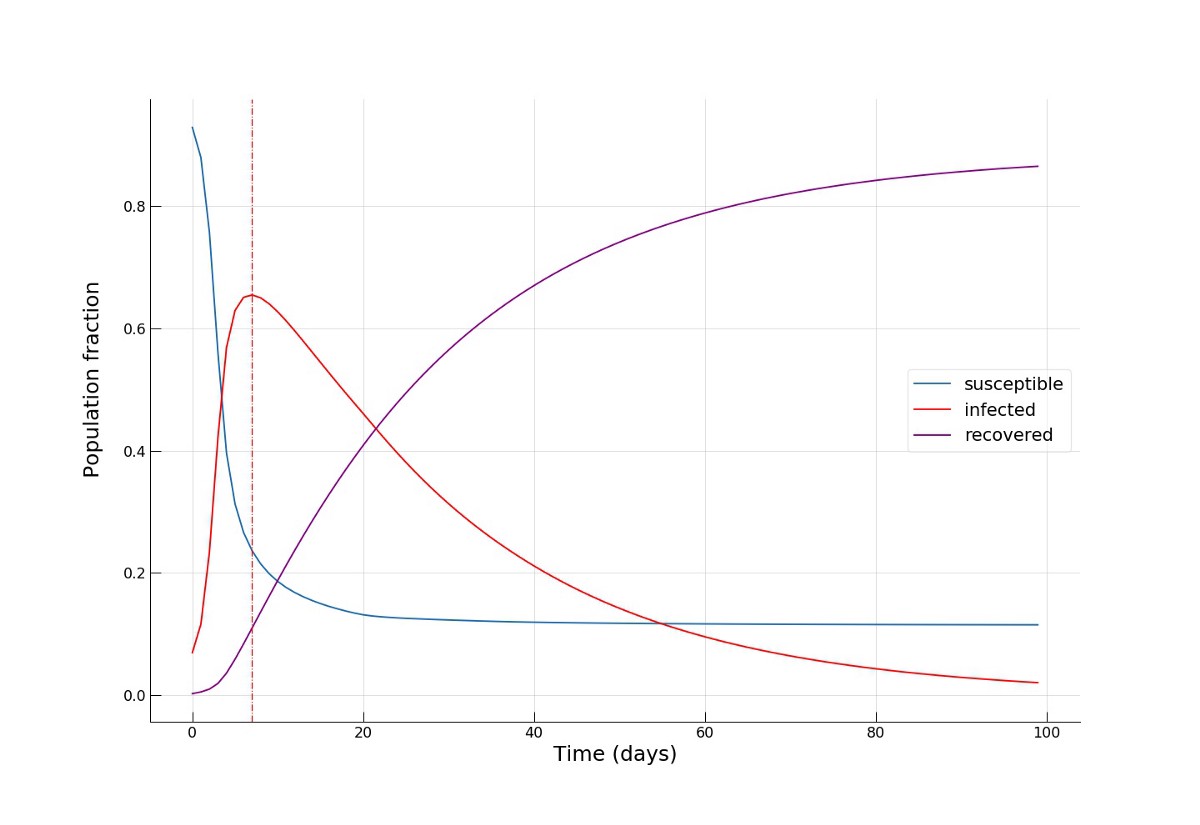 0.8
0.6
0.4
0.2
0.0
Population fraction
susceptible
infected
recovered
0 20 40 60 80 100
Time (days)